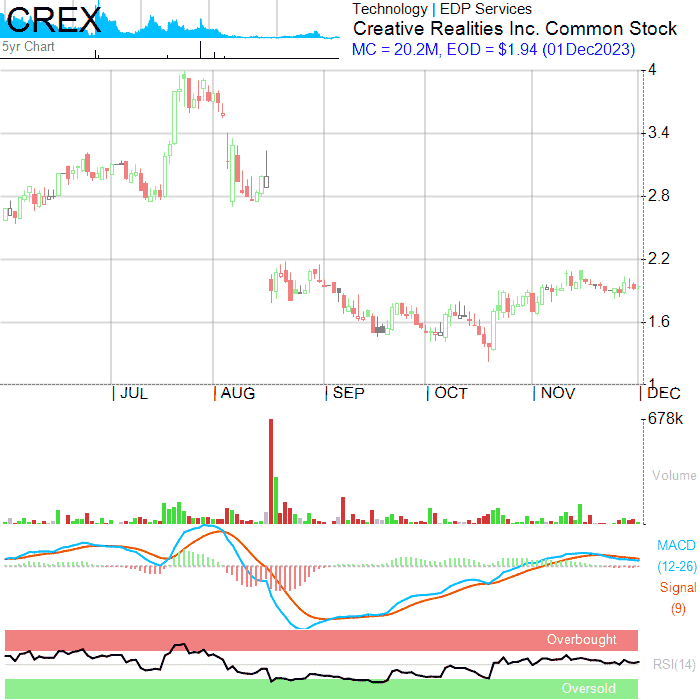 CREX
5yr Chart
Technology | EDP Services
Creative Realities Inc. Common Stock
MC = 20.2M, EOD = $1.94 (01Dec2023)
4
3.4
2.8
2.2
1.6
1
| JUL | AUG | SEP | OCT | NOV | DEC
678k
Volume
MACD
(12-26)
Signal
(9)
Overbought
RSI(14)
Oversold